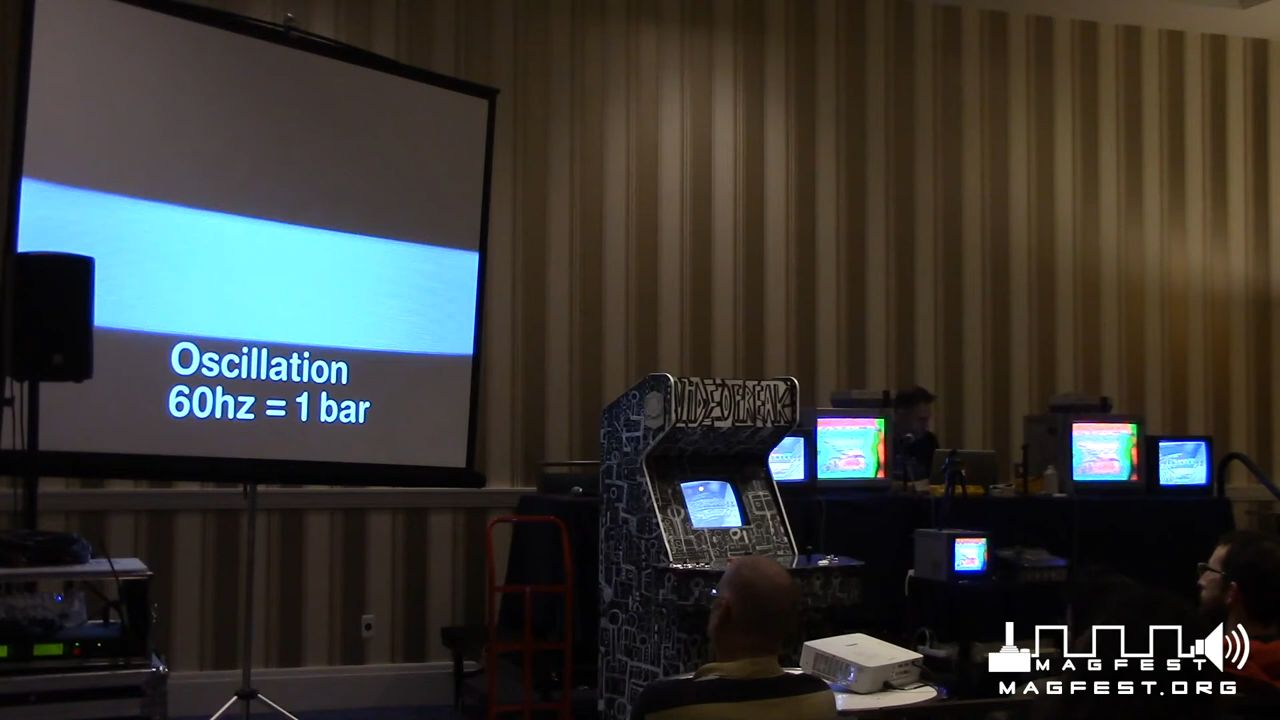 Oscillation
60hz = 1 bar
VIDEOFREAK
MAGFEST
MAGFEST.ORG